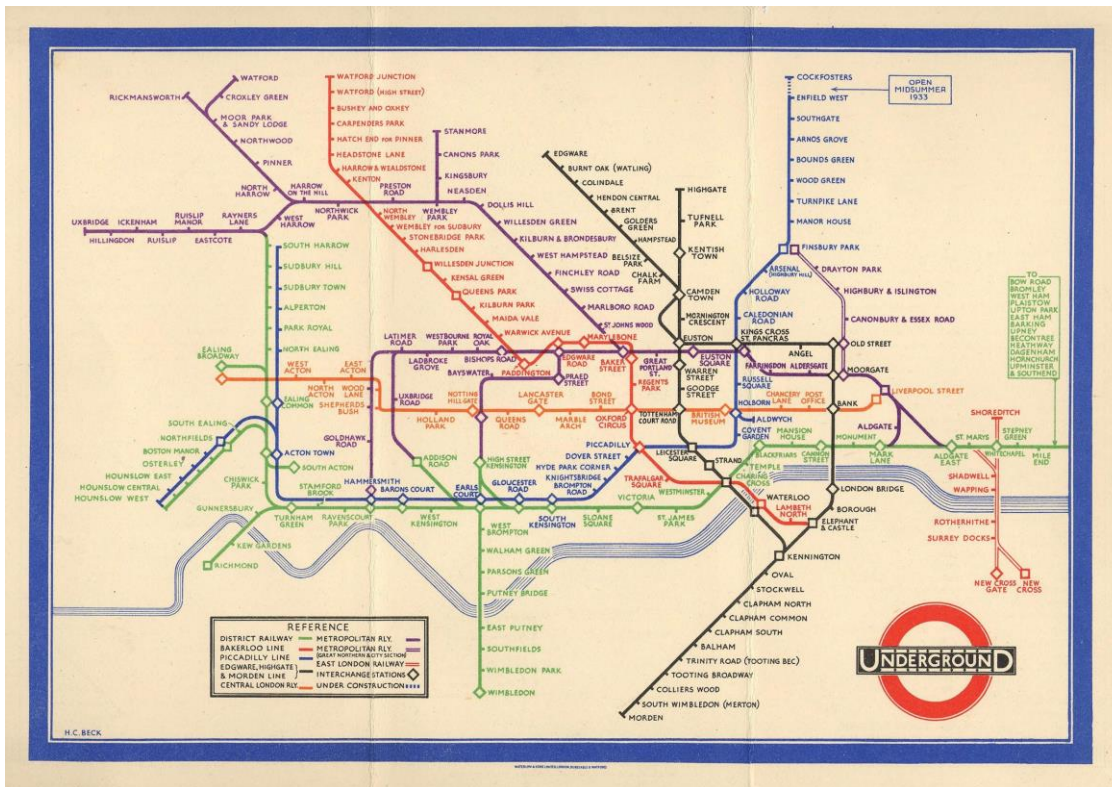 WATFORD
RICKMANSWORTH
CROXLEY GREEN
MOOR PARK
& SANDY LODGE
NORTHWOOD
PINNER
NORTH
HARROW
HARROW
ON THE HILL
NORTHWICK
PARK
PRESTON
ROAD
WEMBLEY
PARK
UXBRIDGE
ICKENHAM
RUISLIP
MANOR
RAYNERS
LANE
WEST
HARROW
HILLINGDON
RUISLIP
EASTCOTE
WATFORD JUNCTION
WATFORD (HIGH STREET)
BUSHEY AND OXHEY
CARPENDERS PARK
HATCH END FOR PINNER
HEADSTONE LANE
HARROW & WEALDSTONE
KENTON
NORTH
WEMBLEY
WEMBLEY FOR SUDBURY
STONEBRIDGE PARK
HARLESDEN
WILLESDEN JUNCTION
KENSAL GREEN
QUEENS PARK
KILBURN PARK
MAIDA VALE
WARWICK AVENUE
STANMORE
CANONS PARK
KINGSBURY
NEASDEN
DOLLIS HILL
WILLESDEN GREEN
KILBURN & BRONDESBURY
WEST HAMPSTEAD
FINCHLEY ROAD
SWISS COTTAGE
MARLBORO ROAD
ST JOHNS WOOD
EDGWARE
BURNT OAK (WATLING)
COLINDALE
HENDON CENTRAL
BRENT
GOLDERS
GREEN
HAMPSTEAD
BELSIZE
PARK
CHALK
FARM
HIGHGATE
TUFNELL
PARK
KENTISH
TOWN
CAMDEN
TOWN
MORNINGTON
CRESCENT
COCKFOSTERS
OPEN
MIDSUMMER
1933
ENFIELD WEST
SOUTHGATE
ARNOS GROVE
BOUNDS GREEN
WOOD GREEN
TURNPIKE LANE
MANOR HOUSE
FINSBURY PARK
ARSENAL
(HIGHBURY HILL)
HOLLOWAY
ROAD
CALEDONIAN
ROAD
DRAYTON PARK
HIGHBURY & ISLINGTON
CANONBURY & ESSEX ROAD
OLD STREET
TO
BOW ROAD
BROMLEY
WEST HAM
PLAISTOW
UPTON PARK
EAST HAM
BARKING
UPNEY
BECONTREE
HEATHWAY
DAGENHAM
HORNCHURCH
UPMINSTER
& SOUTHEND
SOUTH HARROW
SUDBURY HILL
SUDBURY TOWN
ALPERTON
PARK ROYAL
NORTH EALING
EALING
BROADWAY
EALING
COMMON
WEST
ACTON
EAST
ACTON
NORTH
ACTON
WOOD
LANE
SHEPHERDS
BUSH
LATIMER
ROAD
LADBROKE
GROVE
WESTBOURNE
PARK
ROYAL
OAK
BISHOPS ROAD
PADDINGTON
BAYSWATER
PRAED
STREET
EDGWARE
ROAD
MARYLEBONE
BAKER
STREET
GREAT
PORTLAND
ST.
REGENTS
PARK
EUSTON
EUSTON
SQUARE
WARREN
STREET
GOODGE
STREET
KINGS CROSS
ST. PANCRAS
ANGEL
FARRINGDON
ALDERSGATE
MOORGATE
LIVERPOOL STREET
UXBRIDGE
ROAD
HOLLAND
PARK
NOTTING
HILL GATE
QUEENS
ROAD
LANCASTER
GATE
MARBLE
ARCH
BOND
STREET
OXFORD
CIRCUS
TOTTENHAM
COURT ROAD
BRITISH
MUSEUM
RUSSELL
SQUARE
HOLBORN
ALDWYCH
CHANCERY
LANE
POST
OFFICE
BANK
ALDGATE
COVENT
GARDEN
LEICESTER
SQUARE
PICCADILLY
DOVER STREET
HYDE PARK CORNER
KNIGHTSBRIDGE
BROMPTON
ROAD
STRAND
TRAFALGAR
SQUARE
BLACKFRIARS
MANSION
HOUSE
CANNON
STREET
MONUMENT
MARK
LANE
ALDGATE
EAST
ST. MARYS
WHITECHAPEL
STEPNEY
GREEN
MILE
END
SHOREDITCH
SHADWELL
WAPPING
ROTHERHITHE
SURREY DOCKS
NEW CROSS
GATE
NEW
CROSS
TEMPLE
CHARING
CROSS
WESTMINSTER
WATERLOO
LAMBETH
NORTH
ELEPHANT
& CASTLE
LONDON BRIDGE
BOROUGH
KENNINGTON
OVAL
STOCKWELL
CLAPHAM NORTH
CLAPHAM COMMON
CLAPHAM SOUTH
BALHAM
TRINITY ROAD (TOOTING BEC)
TOOTING BROADWAY
COLLIERS WOOD
SOUTH WIMBLEDON (MERTON)
MORDEN
SOUTH EALING
NORTHFIELDS
BOSTON MANOR
OSTERLEY
HOUNSLOW EAST
HOUNSLOW CENTRAL
HOUNSLOW WEST
ACTON TOWN
SOUTH ACTON
CHISWICK
PARK
GOLDHAWK
ROAD
HAMMERSMITH
STAMFORD
BROOK
ADDISON
ROAD
HIGH STREET
KENSINGTON
GUNNERSBURY
TURNHAM
GREEN
RAVENSCOURT
PARK
BARONS COURT
WEST
KENSINGTON
EARLS
COURT
GLOUCESTER
ROAD
SOUTH
KENSINGTON
SLOANE
SQUARE
VICTORIA
ST. JAMES
PARK
KEW GARDENS
RICHMOND
WEST
BROMPTON
WALHAM GREEN
PARSONS GREEN
PUTNEY BRIDGE
EAST PUTNEY
SOUTHFIELDS
WIMBLEDON PARK
WIMBLEDON
REFERENCE
DISTRICT RAILWAY
BAKERLOO LINE
PICCADILLY LINE
EDGWARE, HIGHGATE
& MORDEN LINE
CENTRAL LONDON RLY.
METROPOLITAN RLY.
METROPOLITAN RLY.
(GREAT NORTHERN & CITY SECTION)
EAST LONDON RAILWAY
INTERCHANGE STATIONS
UNDER CONSTRUCTION
UNDERGROUND
H.C. BECK